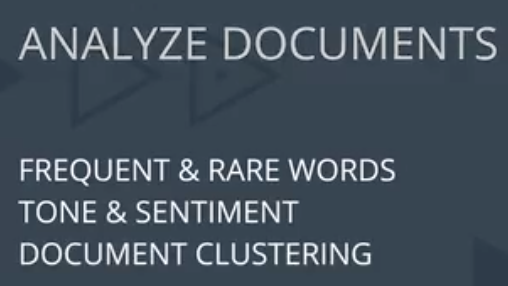 ANALYZE DOCUMENTS
FREQUENT & RARE WORDS
TONE & SENTIMENT
DOCUMENT CLUSTERING